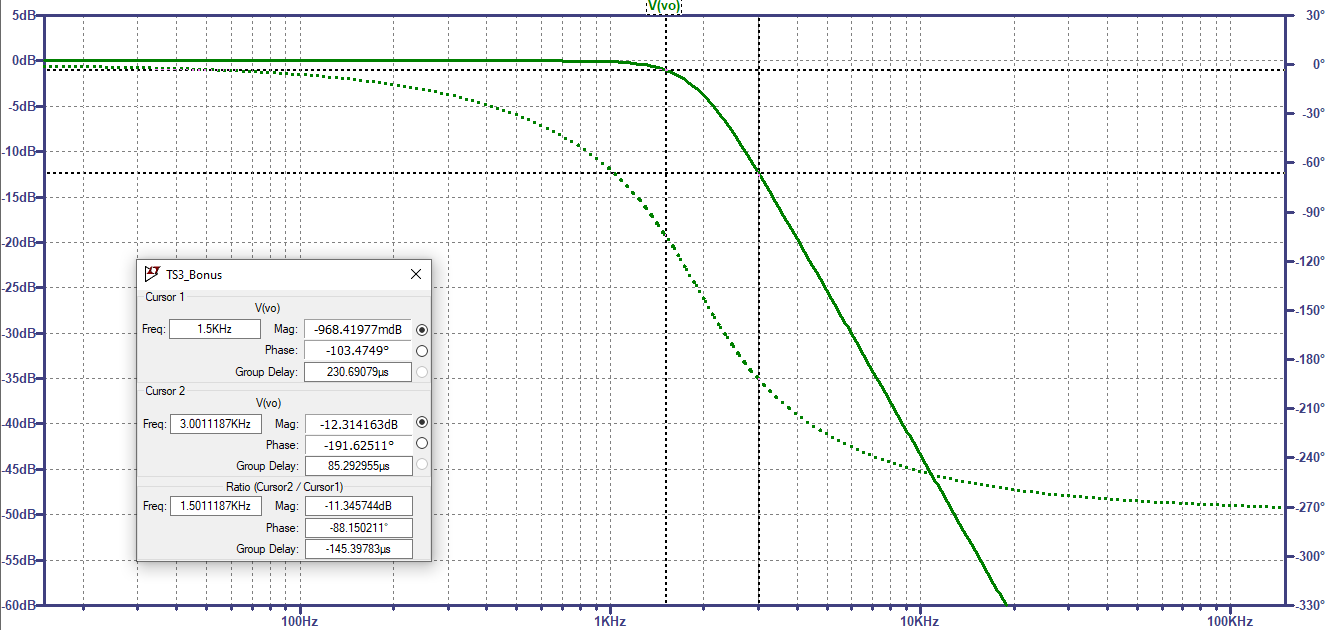 V(vo)
5dB
30°
0dB
0°
-5dB
-30°
-10dB
-60°
-15dB
-90°
-20dB
-120°
-25dB
-150°
-30dB
-180°
-35dB
-210°
-40dB
-240°
-45dB
-270°
-50dB
-300°
-55dB
-330°
-60dB
100Hz
1KHz
10KHz
100KHz
TS3_Bonus
Cursor 1
V(vo)
Freq: 1.5KHz Mag: -968.41977mdB
Phase: -103.4749°
Group Delay: 230.69079µs
Cursor 2
V(vo)
Freq: 3.0011187KHz Mag: -12.314163dB
Phase: -191.62511°
Group Delay: 85.292955µs
Ratio (Cursor2 / Cursor1)
Freq: 1.5011187KHz Mag: -11.345744dB
Phase: -88.150211°
Group Delay: -145.39783µs